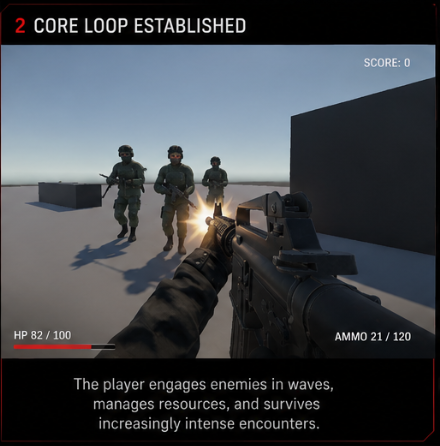 2 CORE LOOP ESTABLISHED
SCORE: 0
HP 82 / 100
AMMO 21 / 120
The player engages enemies in waves,
manages resources, and survives
increasingly intense encounters.